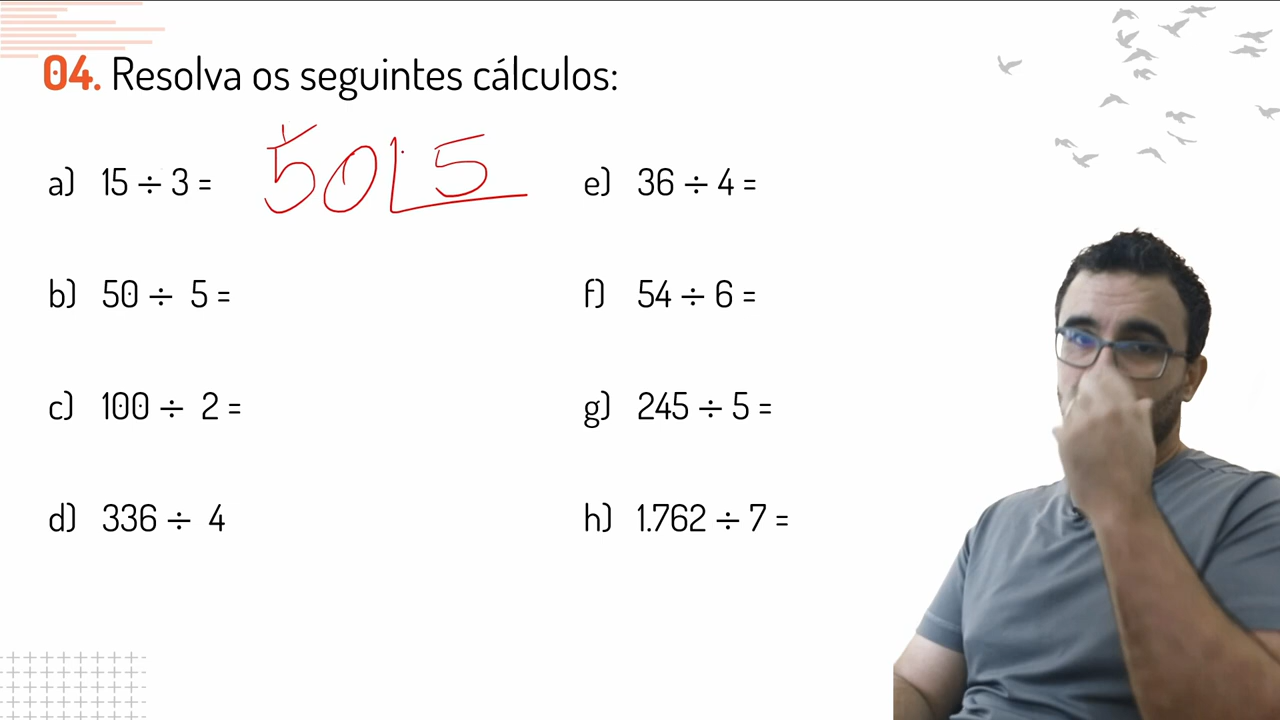 04. Resolva os seguintes cálculos:
a) 15 ÷ 3 =
50 5
b) 50 ÷ 5 =
c) 100 ÷ 2 =
d) 336 ÷ 4
e) 36 ÷ 4 =
f) 54 ÷ 6 =
g) 245 ÷ 5 =
h) 1.762 ÷ 7 =